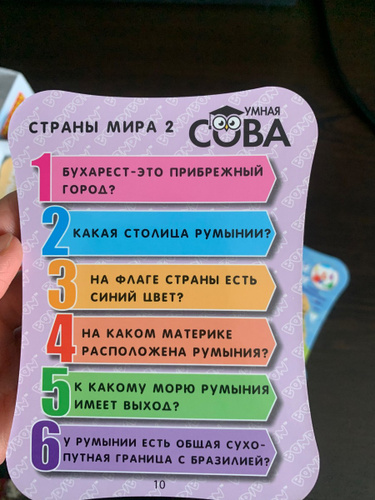 СТРАНЫ МИРА 2
УМНАЯ
СОВА
1
БУХАРЕСТ-ЭТО ПРИБРЕЖНЫЙ
ГОРОД?
2
КАКАЯ СТОЛИЦА РУМЫНИИ?
3
НА ФЛАГЕ СТРАНЫ ЕСТЬ
СИНИЙ ЦВЕТ?
4
НА КАКОМ МАТЕРИКЕ
РАСПОЛОЖЕНА РУМЫНИЯ?
5
К КАКОМУ МОРЮ РУМЫНИЯ
ИМЕЕТ ВЫХОД?
6
У РУМЫНИИ ЕСТЬ ОБЩАЯ СУХО-
ПУТНАЯ ГРАНИЦА С БРАЗИЛИЕЙ?
10